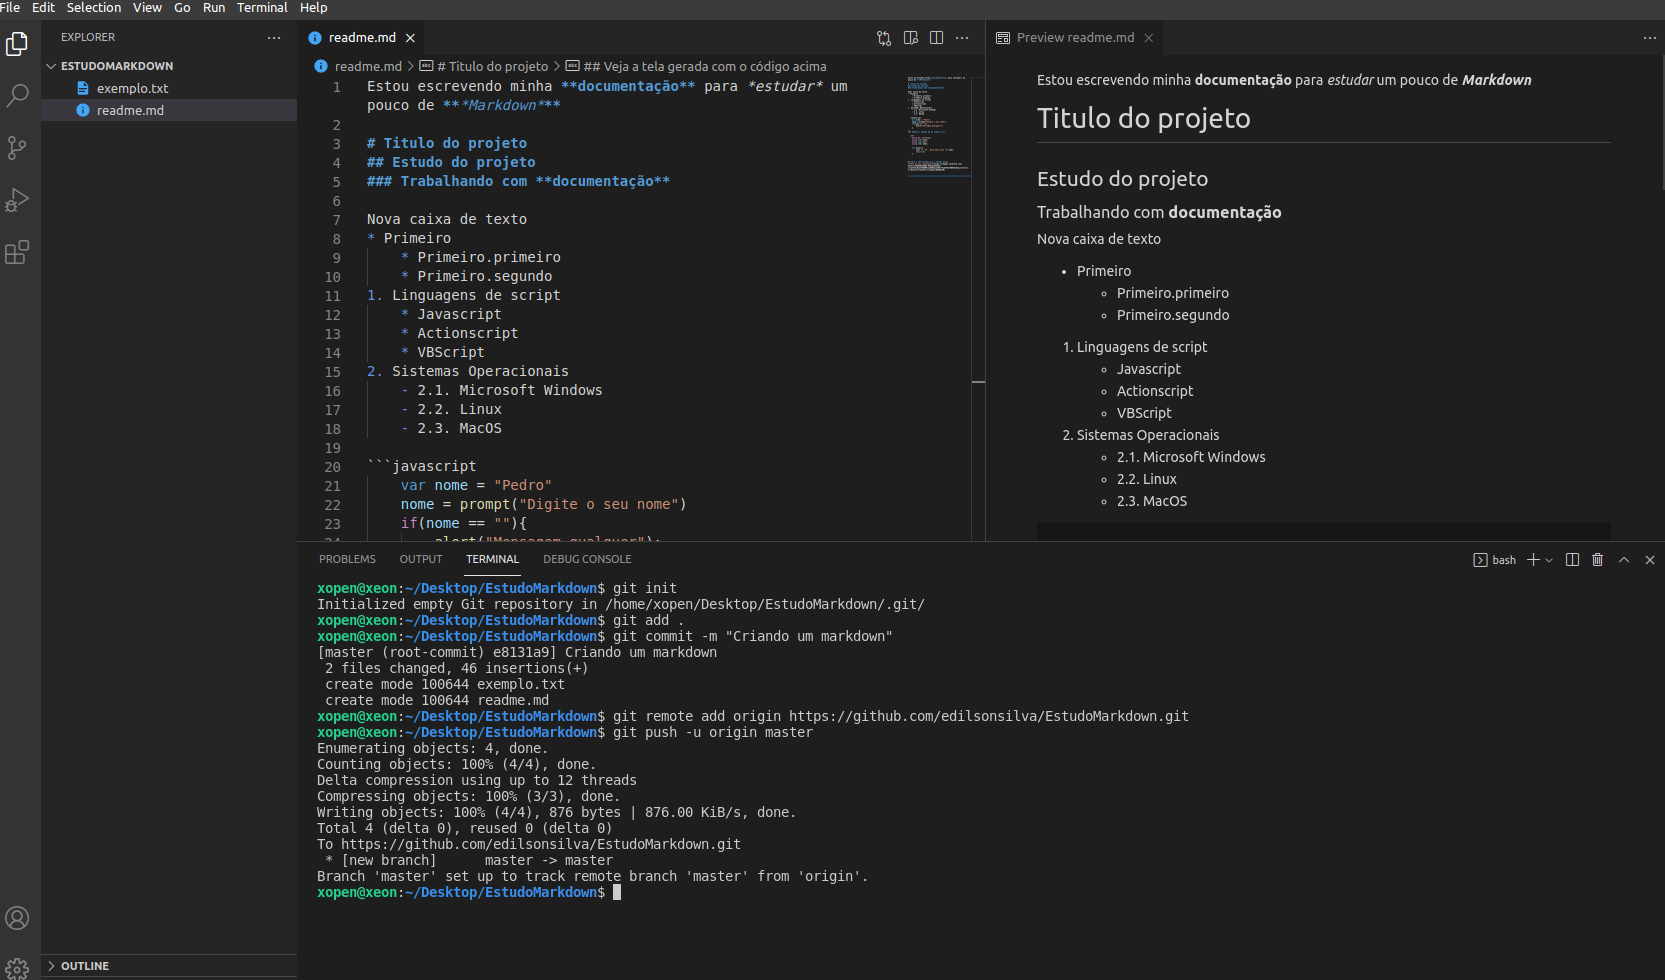 File Edit Selection View Go Run Terminal Help
EXPLORER
ESTUDOMARKDOWN
exemplo.txt
readme.md
OUTLINE
readme.md
readme.md > # Titulo do projeto > ## Veja a tela gerada com o código acima
1 Estou escrevendo minha **documentação** para *estudar* um
pouco de ***Markdown***
2
3 # Titulo do projeto
4 ## Estudo do projeto
5 ### Trabalhando com **documentação**
6
7 Nova caixa de texto
8 * Primeiro
9 * Primeiro.primeiro
10 * Primeiro.segundo
11 1. Linguagens de script
12 * Javascript
13 * Actionscript
14 * VBScript
15 2. Sistemas Operacionais
16 - 2.1. Microsoft Windows
17 - 2.2. Linux
18 - 2.3. MacOS
19
20 ```javascript
21 var nome = "Pedro"
22 nome = prompt("Digite o seu nome")
23 if(nome == ""){
24 alert("Mensagem qualquer");
Preview readme.md
Estou escrevendo minha documentação para estudar um pouco de Markdown
Titulo do projeto
Estudo do projeto
Trabalhando com documentação
Nova caixa de texto
• Primeiro
◦ Primeiro.primeiro
◦ Primeiro.segundo
1. Linguagens de script
◦ Javascript
◦ Actionscript
◦ VBScript
2. Sistemas Operacionais
◦ 2.1. Microsoft Windows
◦ 2.2. Linux
◦ 2.3. MacOS
PROBLEMS OUTPUT TERMINAL DEBUG CONSOLE
bash
xopen@xeon:~/Desktop/EstudoMarkdown$ git init
Initialized empty Git repository in /home/xopen/Desktop/EstudoMarkdown/.git/
xopen@xeon:~/Desktop/EstudoMarkdown$ git add .
xopen@xeon:~/Desktop/EstudoMarkdown$ git commit -m "Criando um markdown"
[master (root-commit) e8131a9] Criando um markdown
2 files changed, 46 insertions(+)
create mode 100644 exemplo.txt
create mode 100644 readme.md
xopen@xeon:~/Desktop/EstudoMarkdown$ git remote add origin https://github.com/edilsonsilva/EstudoMarkdown.git
xopen@xeon:~/Desktop/EstudoMarkdown$ git push -u origin master
Enumerating objects: 4, done.
Counting objects: 100% (4/4), done.
Delta compression using up to 12 threads
Compressing objects: 100% (3/3), done.
Writing objects: 100% (4/4), 876 bytes | 876.00 KiB/s, done.
Total 4 (delta 0), reused 0 (delta 0)
To https://github.com/edilsonsilva/EstudoMarkdown.git
* [new branch] master -> master
Branch 'master' set up to track remote branch 'master' from 'origin'.
xopen@xeon:~/Desktop/EstudoMarkdown$